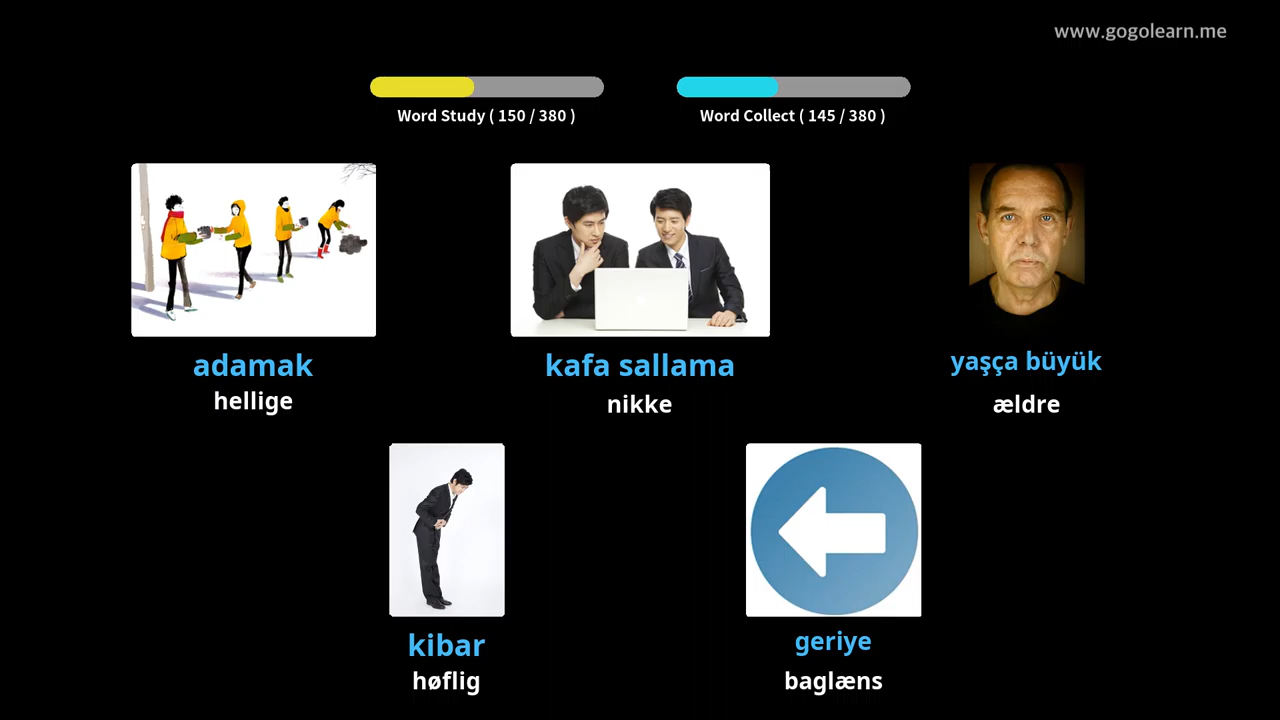 www.gogolearn.me
Word Study ( 150 / 380 )
Word Collect ( 145 / 380 )
adamak
hellige
kafa sallama
nikke
yaşça büyük
ældre
kibar
høflig
geriye
baglæns